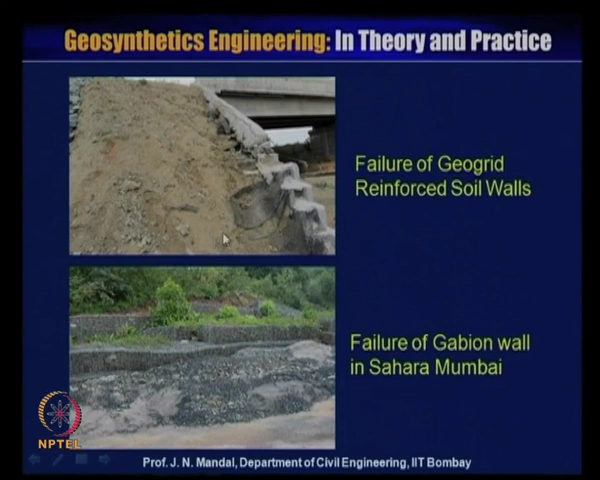 Geosynthetics Engineering: In Theory and Practice
Failure of Geogrid
Reinforced Soil Walls
Failure of Gabion wall
in Sahara Mumbai
NPTEL
Prof. J. N. Mandal, Department of Civil Engineering, IIT Bombay